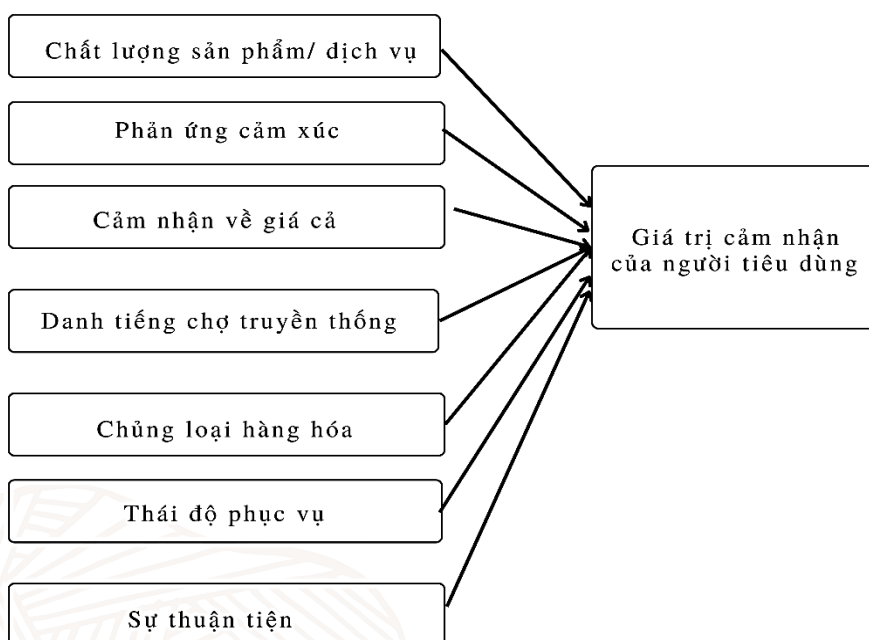 Chất lượng sản phẩm/ dịch vụ
Phản ứng cảm xúc
Cảm nhận về giá cả
Danh tiếng chợ truyền thống
Chủng loại hàng hóa
Thái độ phục vụ
Sự thuận tiện
Giá trị cảm nhận
của người tiêu dùng